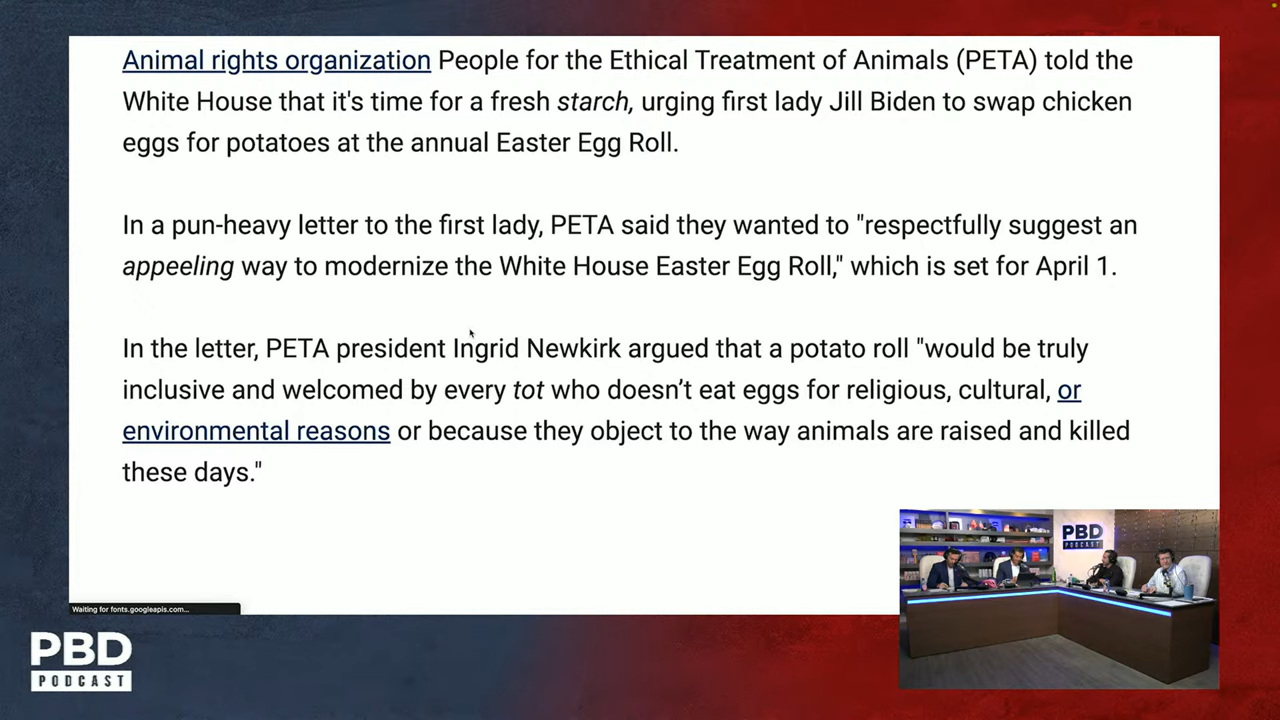 Animal rights organization People for the Ethical Treatment of Animals (PETA) told the
White House that it's time for a fresh starch, urging first lady Jill Biden to swap chicken
eggs for potatoes at the annual Easter Egg Roll.
In a pun-heavy letter to the first lady, PETA said they wanted to "respectfully suggest an
appeeling way to modernize the White House Easter Egg Roll," which is set for April 1.
In the letter, PETA president Ingrid Newkirk argued that a potato roll "would be truly
inclusive and welcomed by every tot who doesn’t eat eggs for religious, cultural, or
environmental reasons or because they object to the way animals are raised and killed
these days."
Waiting for fonts.googleapis.com...
PBD
PODCAST
PBD
PODCAST